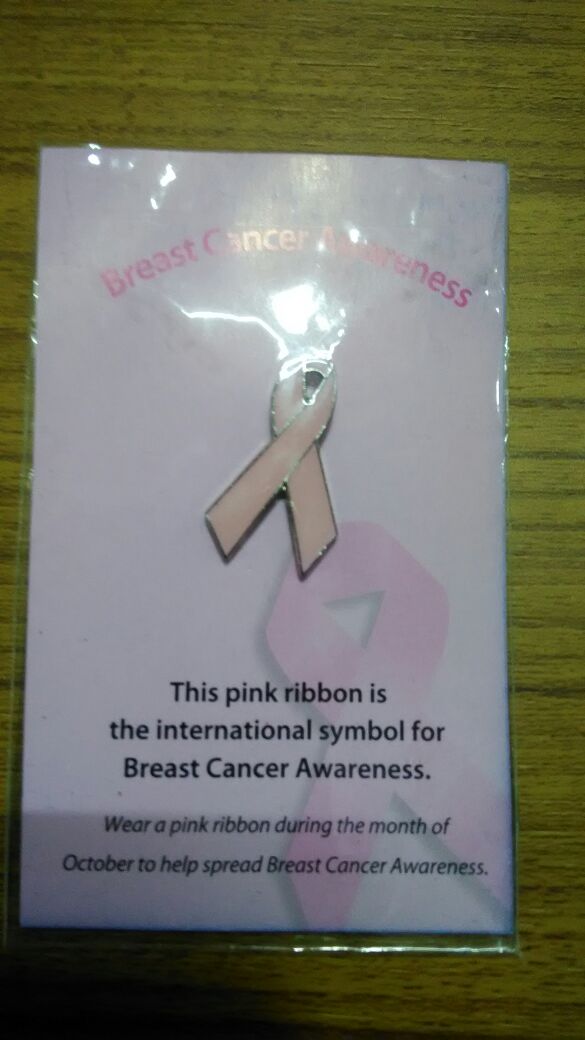 Breast Cancer Awareness
This pink ribbon is
the international symbol for
Breast Cancer Awareness.
Wear a pink ribbon during the month of
October to help spread Breast Cancer Awareness.